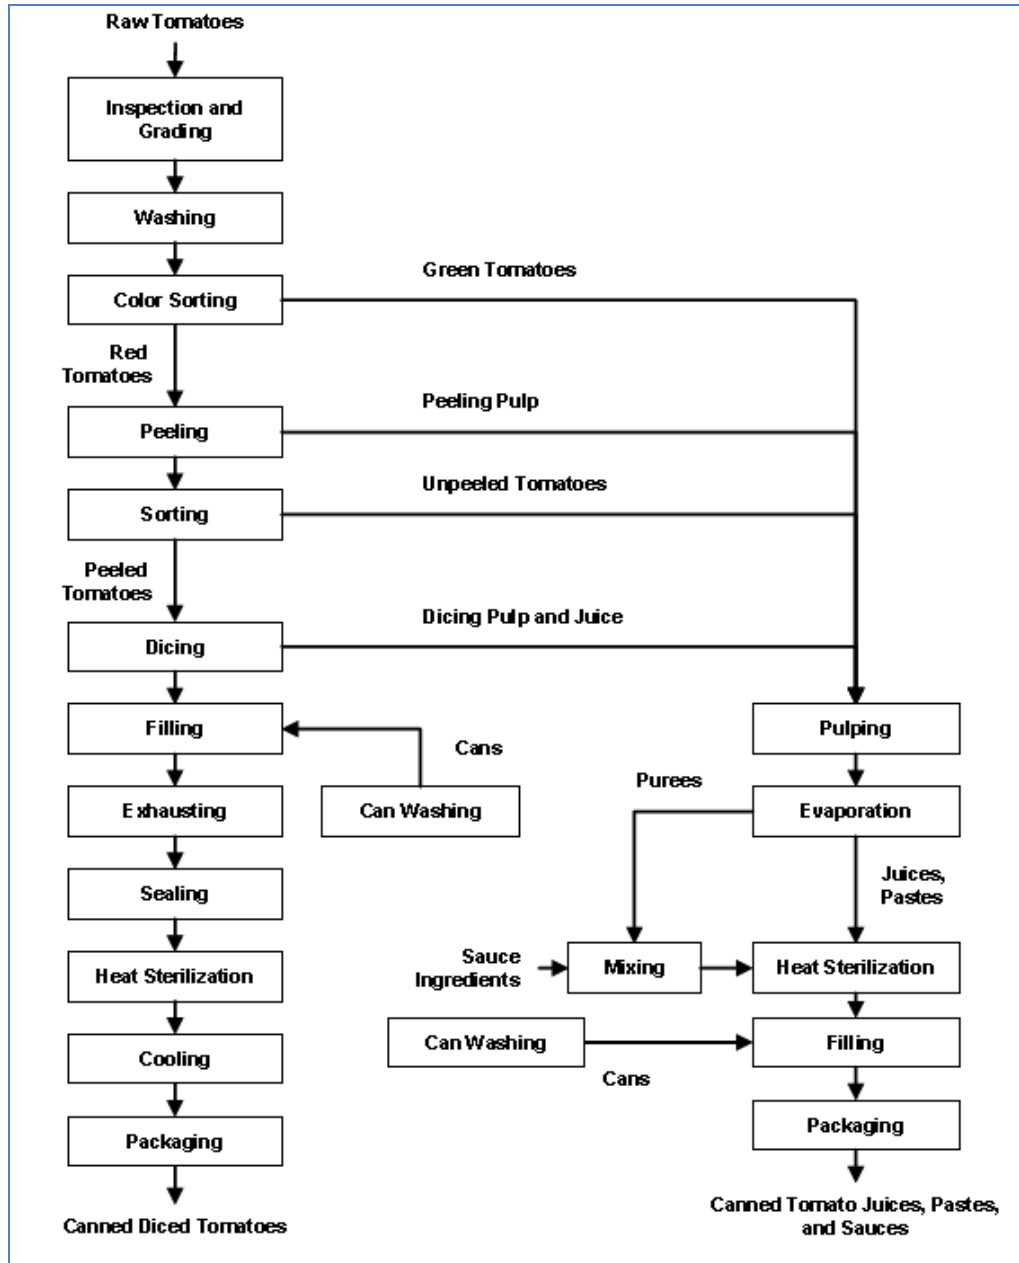 Raw Tomatoes
Inspection and
Grading
Washing
Green Tomatoes
Color Sorting
Red
Tomatoes
Peeling Pulp
Peeling
Unpeeled Tomatoes
Sorting
Peeled
Tomatoes
Dicing Pulp and Juice
Dicing
Filling
Pulping
Cans
Purees
Exhausting
Can Washing
Evaporation
Juices,
Pastes
Sealing
Sauce
Ingredients
Heat Sterilization
Mixing
Heat Sterilization
Can Washing
Filling
Cooling
Cans
Packaging
Packaging
Canned Diced Tomatoes
Canned Tomato Juices, Pastes,
and Sauces